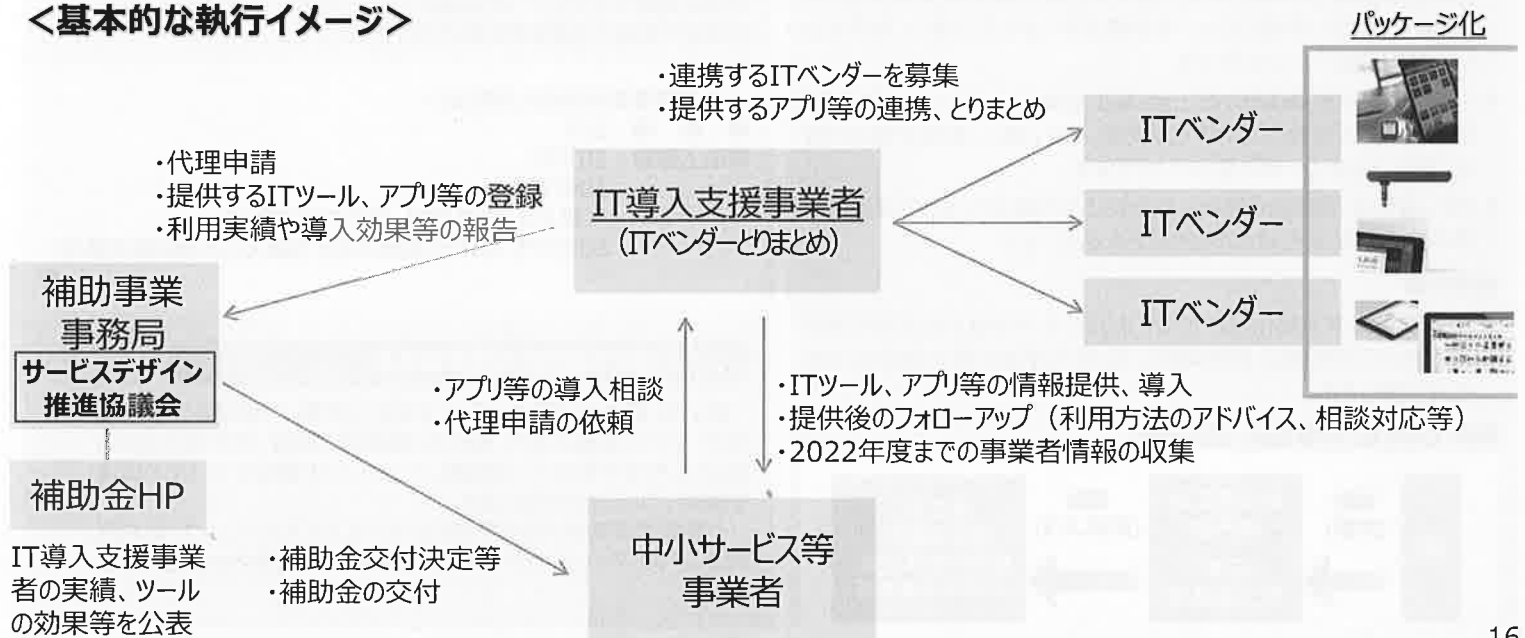 ＜基本的な執行イメージ＞
パッケージ化
・連携するITベンダーを募集
・提供するアプリ等の連携、とりまとめ
ITベンダー
・代理申請
・提供するITツール、アプリ等の登録
・利用実績や導入効果等の報告
IT導入支援事業者
（ITベンダーとりまとめ）
ITベンダー
ITベンダー
補助事業
事務局
サービスデザイン
推進協議会
・アプリ等の導入相談
・代理申請の依頼
・ITツール、アプリ等の情報提供、導入
・提供後のフォローアップ（利用方法のアドバイス、相談対応等）
・2022年度までの事業者情報の収集
補助金HP
IT導入支援事業
者の実績、ツール
の効果等を公表
・補助金交付決定等
・補助金の交付
中小サービス等
事業者
16